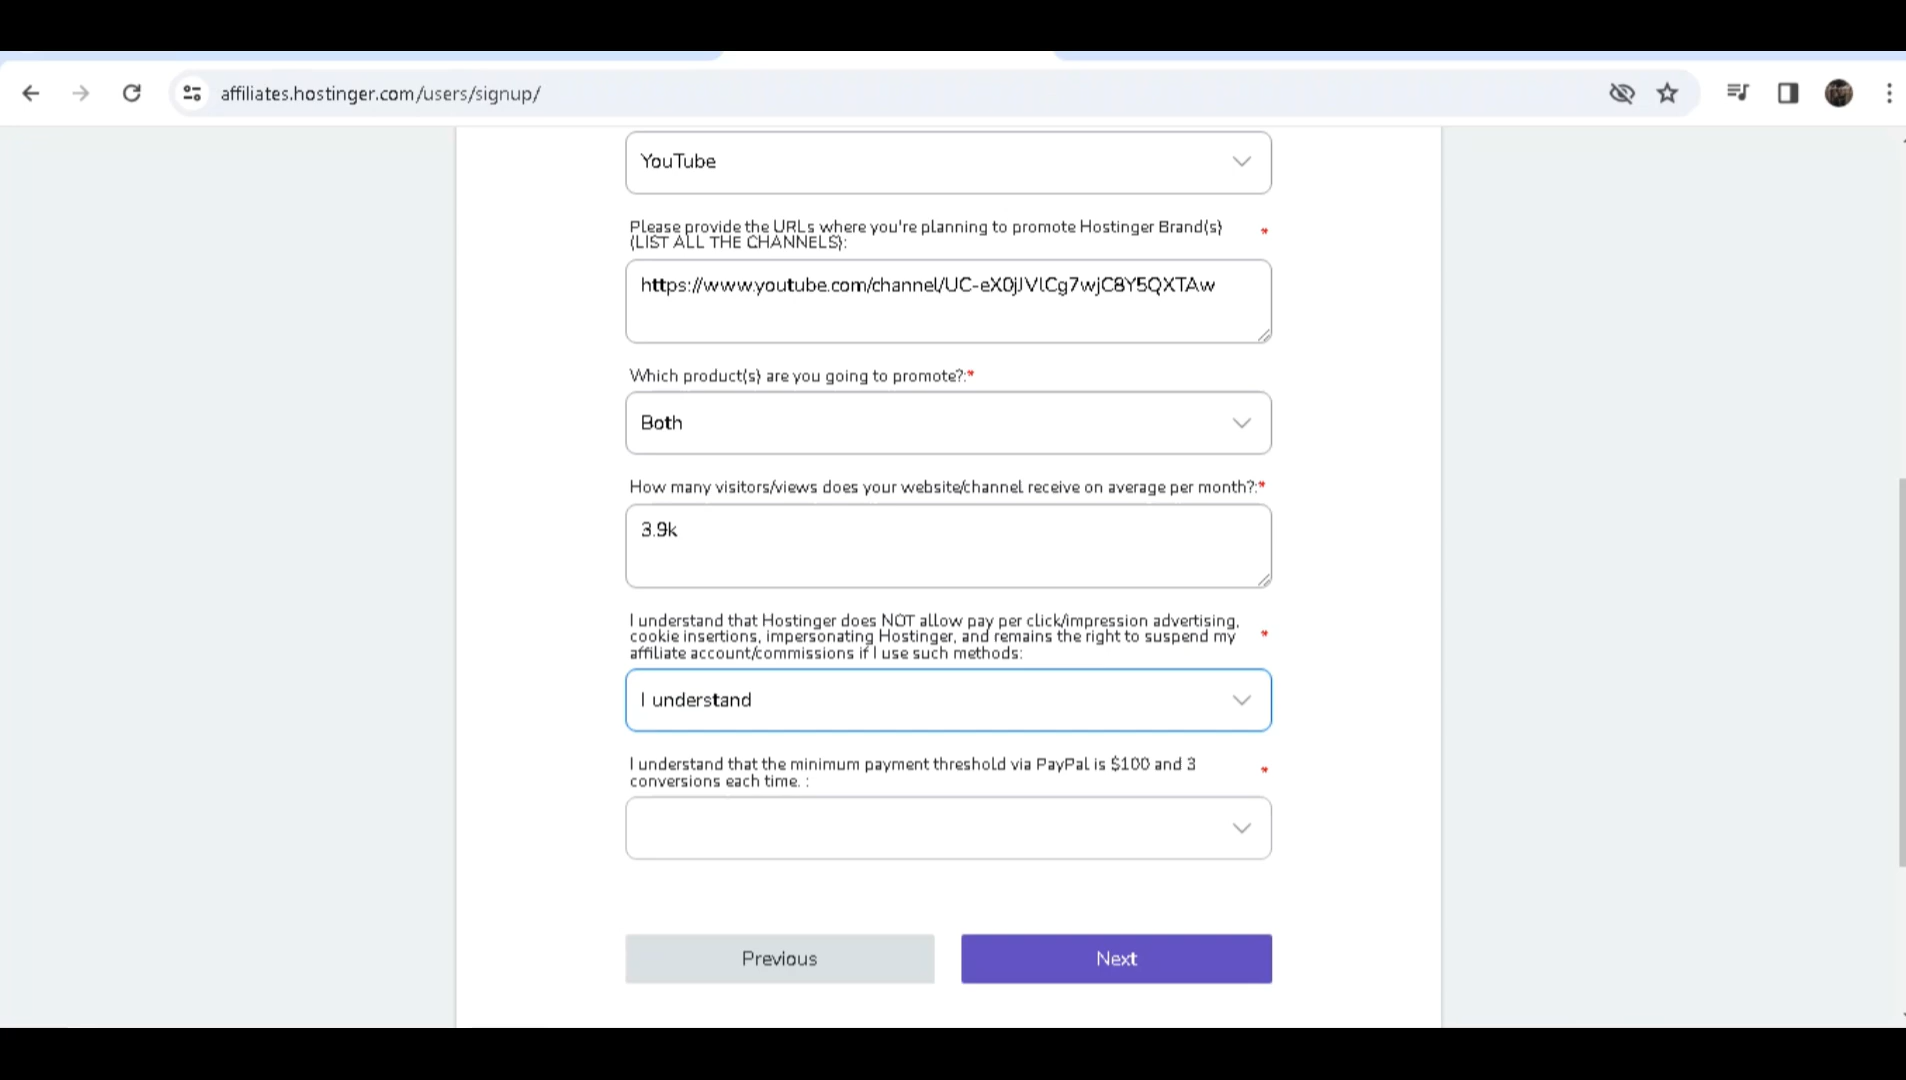 affiliates.hostinger.com/users/signup/
YouTube
Please provide the URLs where you're planning to promote Hostinger Brand(s)
(LIST ALL THE CHANNELS):
*
https://www.youtube.com/channel/UC-eX0jJVlCg7wjC8Y5QXTAw
Which product(s) are you going to promote?:*
Both
How many visitors/views does your website/channel receive on average per month?:*
3.9k
I understand that Hostinger does NOT allow pay per click/impression advertising,
cookie insertions, impersonating Hostinger, and remains the right to suspend my
affiliate account/commissions if I use such methods:
*
I understand
I understand that the minimum payment threshold via PayPal is $100 and 3
conversions each time. :
*
Previous
Next